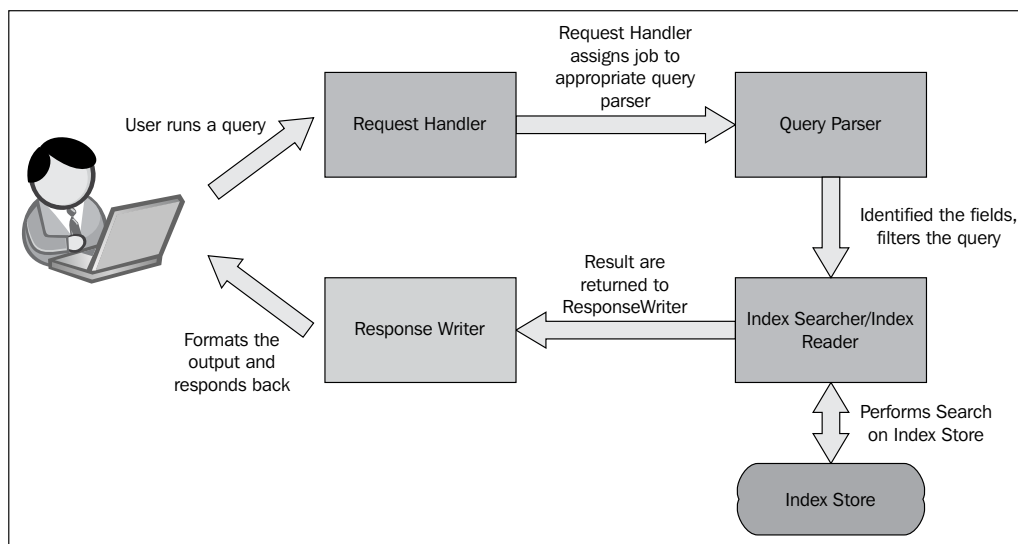 User runs a query
Request Handler
Request Handler
assigns job to
appropriate query
parser
Query Parser
Identified the fields,
filters the query
Index Searcher/Index
Reader
Performs Search
on Index Store
Index Store
Result are
returned to
ResponseWriter
Response Writer
Formats the
output and
responds back